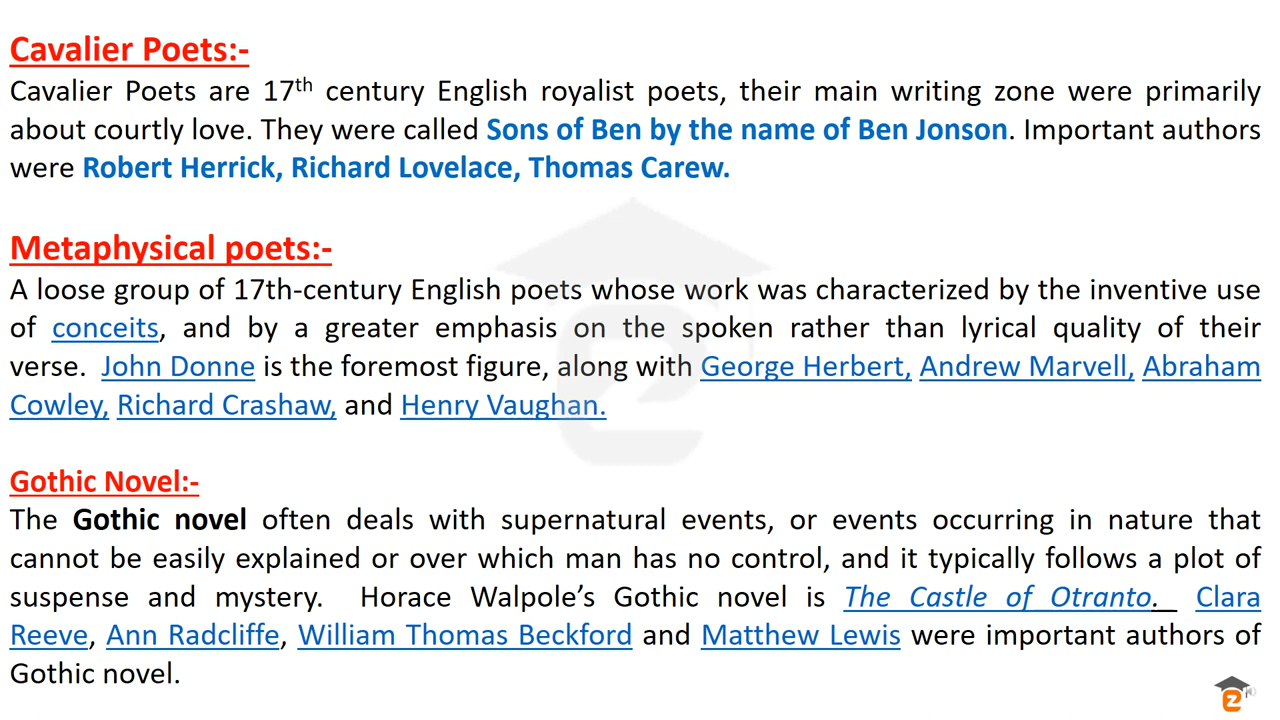 Cavalier Poets:-
Cavalier Poets are 17th century English royalist poets, their main writing zone were primarily
about courtly love. They were called Sons of Ben by the name of Ben Jonson. Important authors
were Robert Herrick, Richard Lovelace, Thomas Carew.
Metaphysical poets:-
A loose group of 17th-century English poets whose work was characterized by the inventive use
of conceits, and by a greater emphasis on the spoken rather than lyrical quality of their
verse. John Donne is the foremost figure, along with George Herbert, Andrew Marvell, Abraham
Cowley, Richard Crashaw, and Henry Vaughan.
Gothic Novel:-
The Gothic novel often deals with supernatural events, or events occurring in nature that
cannot be easily explained or over which man has no control, and it typically follows a plot of
suspense and mystery. Horace Walpole’s Gothic novel is The Castle of Otranto. Clara
Reeve, Ann Radcliffe, William Thomas Beckford and Matthew Lewis were important authors of
Gothic novel.